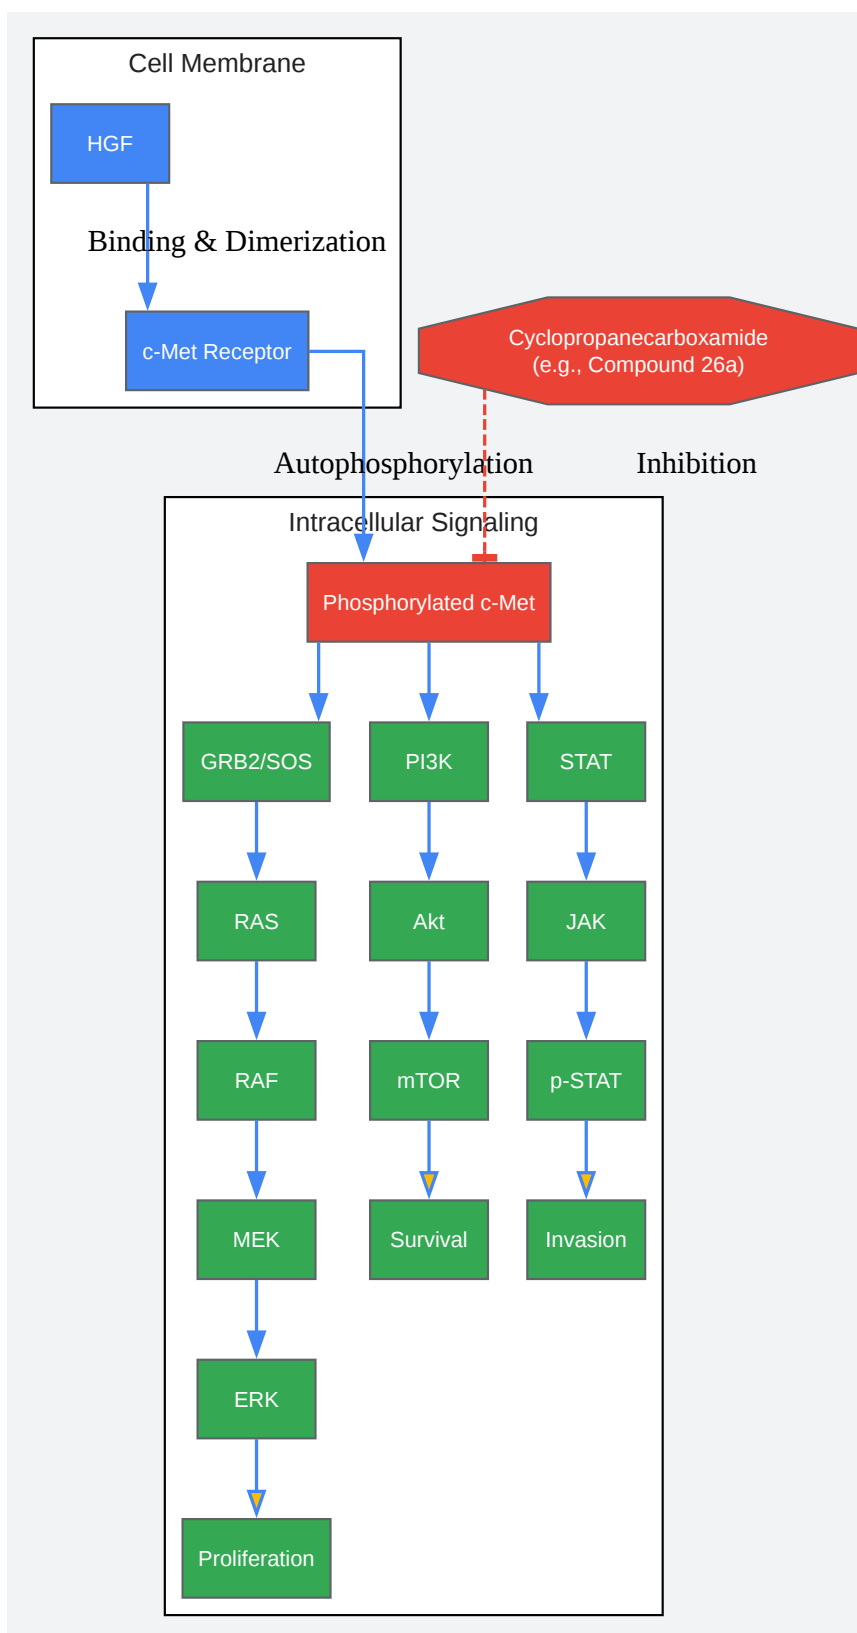 Cell Membrane
HGF
Binding & Dimerization
c-Met Receptor
Cyclopropanecarboxamide
(e.g., Compound 26a)
Autophosphorylation
Inhibition
Intracellular Signaling
Phosphorylated c-Met
GRB2/SOS
PI3K
STAT
RAS
Akt
JAK
RAF
mTOR
p-STAT
MEK
Survival
Invasion
ERK
Proliferation